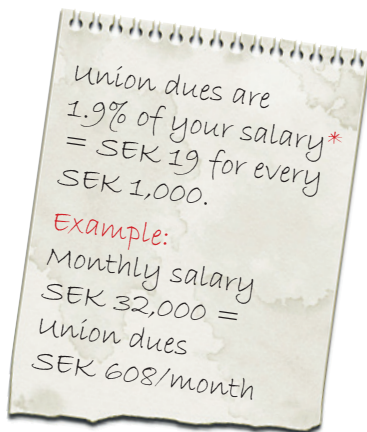 Union dues are
1.9% of your salary*
= SEK 19 for every
SEK 1,000.
Example:
Monthly salary
SEK 32,000 =
Union dues
SEK 608/month